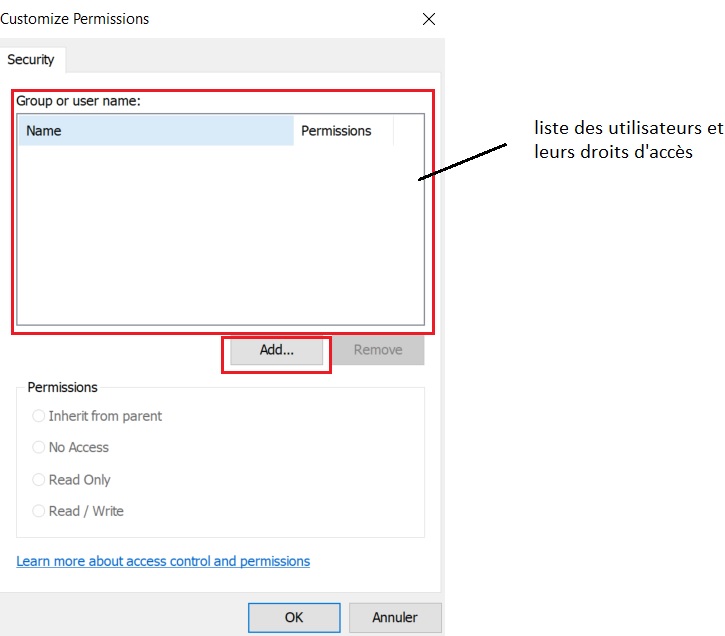 Customize Permissions
Security
Group or user name:
Name Permissions
liste des utilisateurs et
leurs droits d'accès
Add... Remove
Permissions
Inherit from parent
No Access
Read Only
Read / Write
Learn more about access control and permissions
OK Annuler